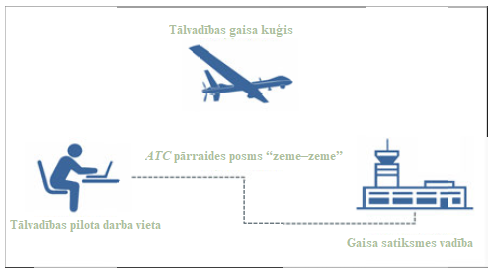 Tālvadības gaisa kuģis
ATC pārraides posms “zeme–zeme”
Tālvadības pilota darba vieta
Gaisa satiksmes vadība